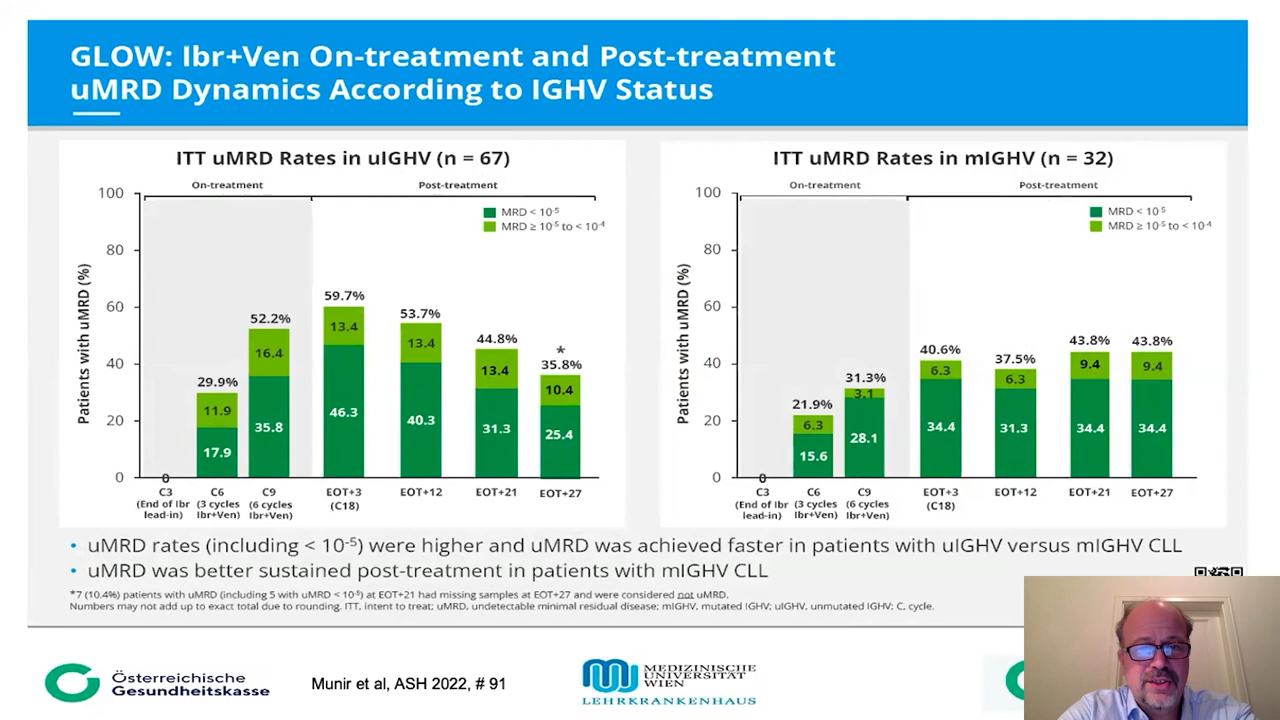 GLOW: Ibr+Ven On-treatment and Post-treatment
uMRD Dynamics According to IGHV Status
ITT uMRD Rates in uIGHV (n = 67)
On-treatment
Post-treatment
Patients with uMRD (%)
100
80
60
40
20
0
MRD < 10-5
MRD ≥ 10-5 to < 10-4
0
29.9%
11.9
17.9
52.2%
16.4
35.8
59.7%
13.4
46.3
53.7%
13.4
40.3
44.8%
13.4
31.3
*
35.8%
10.4
25.4
C3
(End of Ibr
lead-in)
C6
(3 cycles
Ibr+Ven)
C9
(6 cycles
Ibr+Ven)
EOT+3
(C18)
EOT+12
EOT+21
EOT+27
ITT uMRD Rates in mIGHV (n = 32)
On-treatment
Post-treatment
Patients with uMRD (%)
100
80
60
40
20
0
MRD < 10-5
MRD ≥ 10-5 to < 10-4
0
21.9%
6.3
15.6
31.3%
3.1
28.1
40.6%
6.3
34.4
37.5%
6.3
31.3
43.8%
9.4
34.4
43.8%
9.4
34.4
C3
(End of Ibr
lead-in)
C6
(3 cycles
Ibr+Ven)
C9
(6 cycles
Ibr+Ven)
EOT+3
(C18)
EOT+12
EOT+21
EOT+27
• uMRD rates (including < 10-5) were higher and uMRD was achieved faster in patients with uIGHV versus mIGHV CLL
• uMRD was better sustained post-treatment in patients with mIGHV CLL
*7 (10.4%) patients with uMRD (including 5 with uMRD < 10-5) at EOT+21 had missing samples at EOT+27 and were considered not uMRD.
Numbers may not add up to exact total due to rounding. ITT, intent to treat; uMRD, undetectable minimal residual disease; mIGHV, mutated IGHV; uIGHV, unmutated IGHV; C, cycle.
Österreichische
Gesundheitskasse
Munir et al, ASH 2022, # 91
MEDIZINISCHE
UNIVERSITÄT
WIEN
LEHRKRANKENHAUS